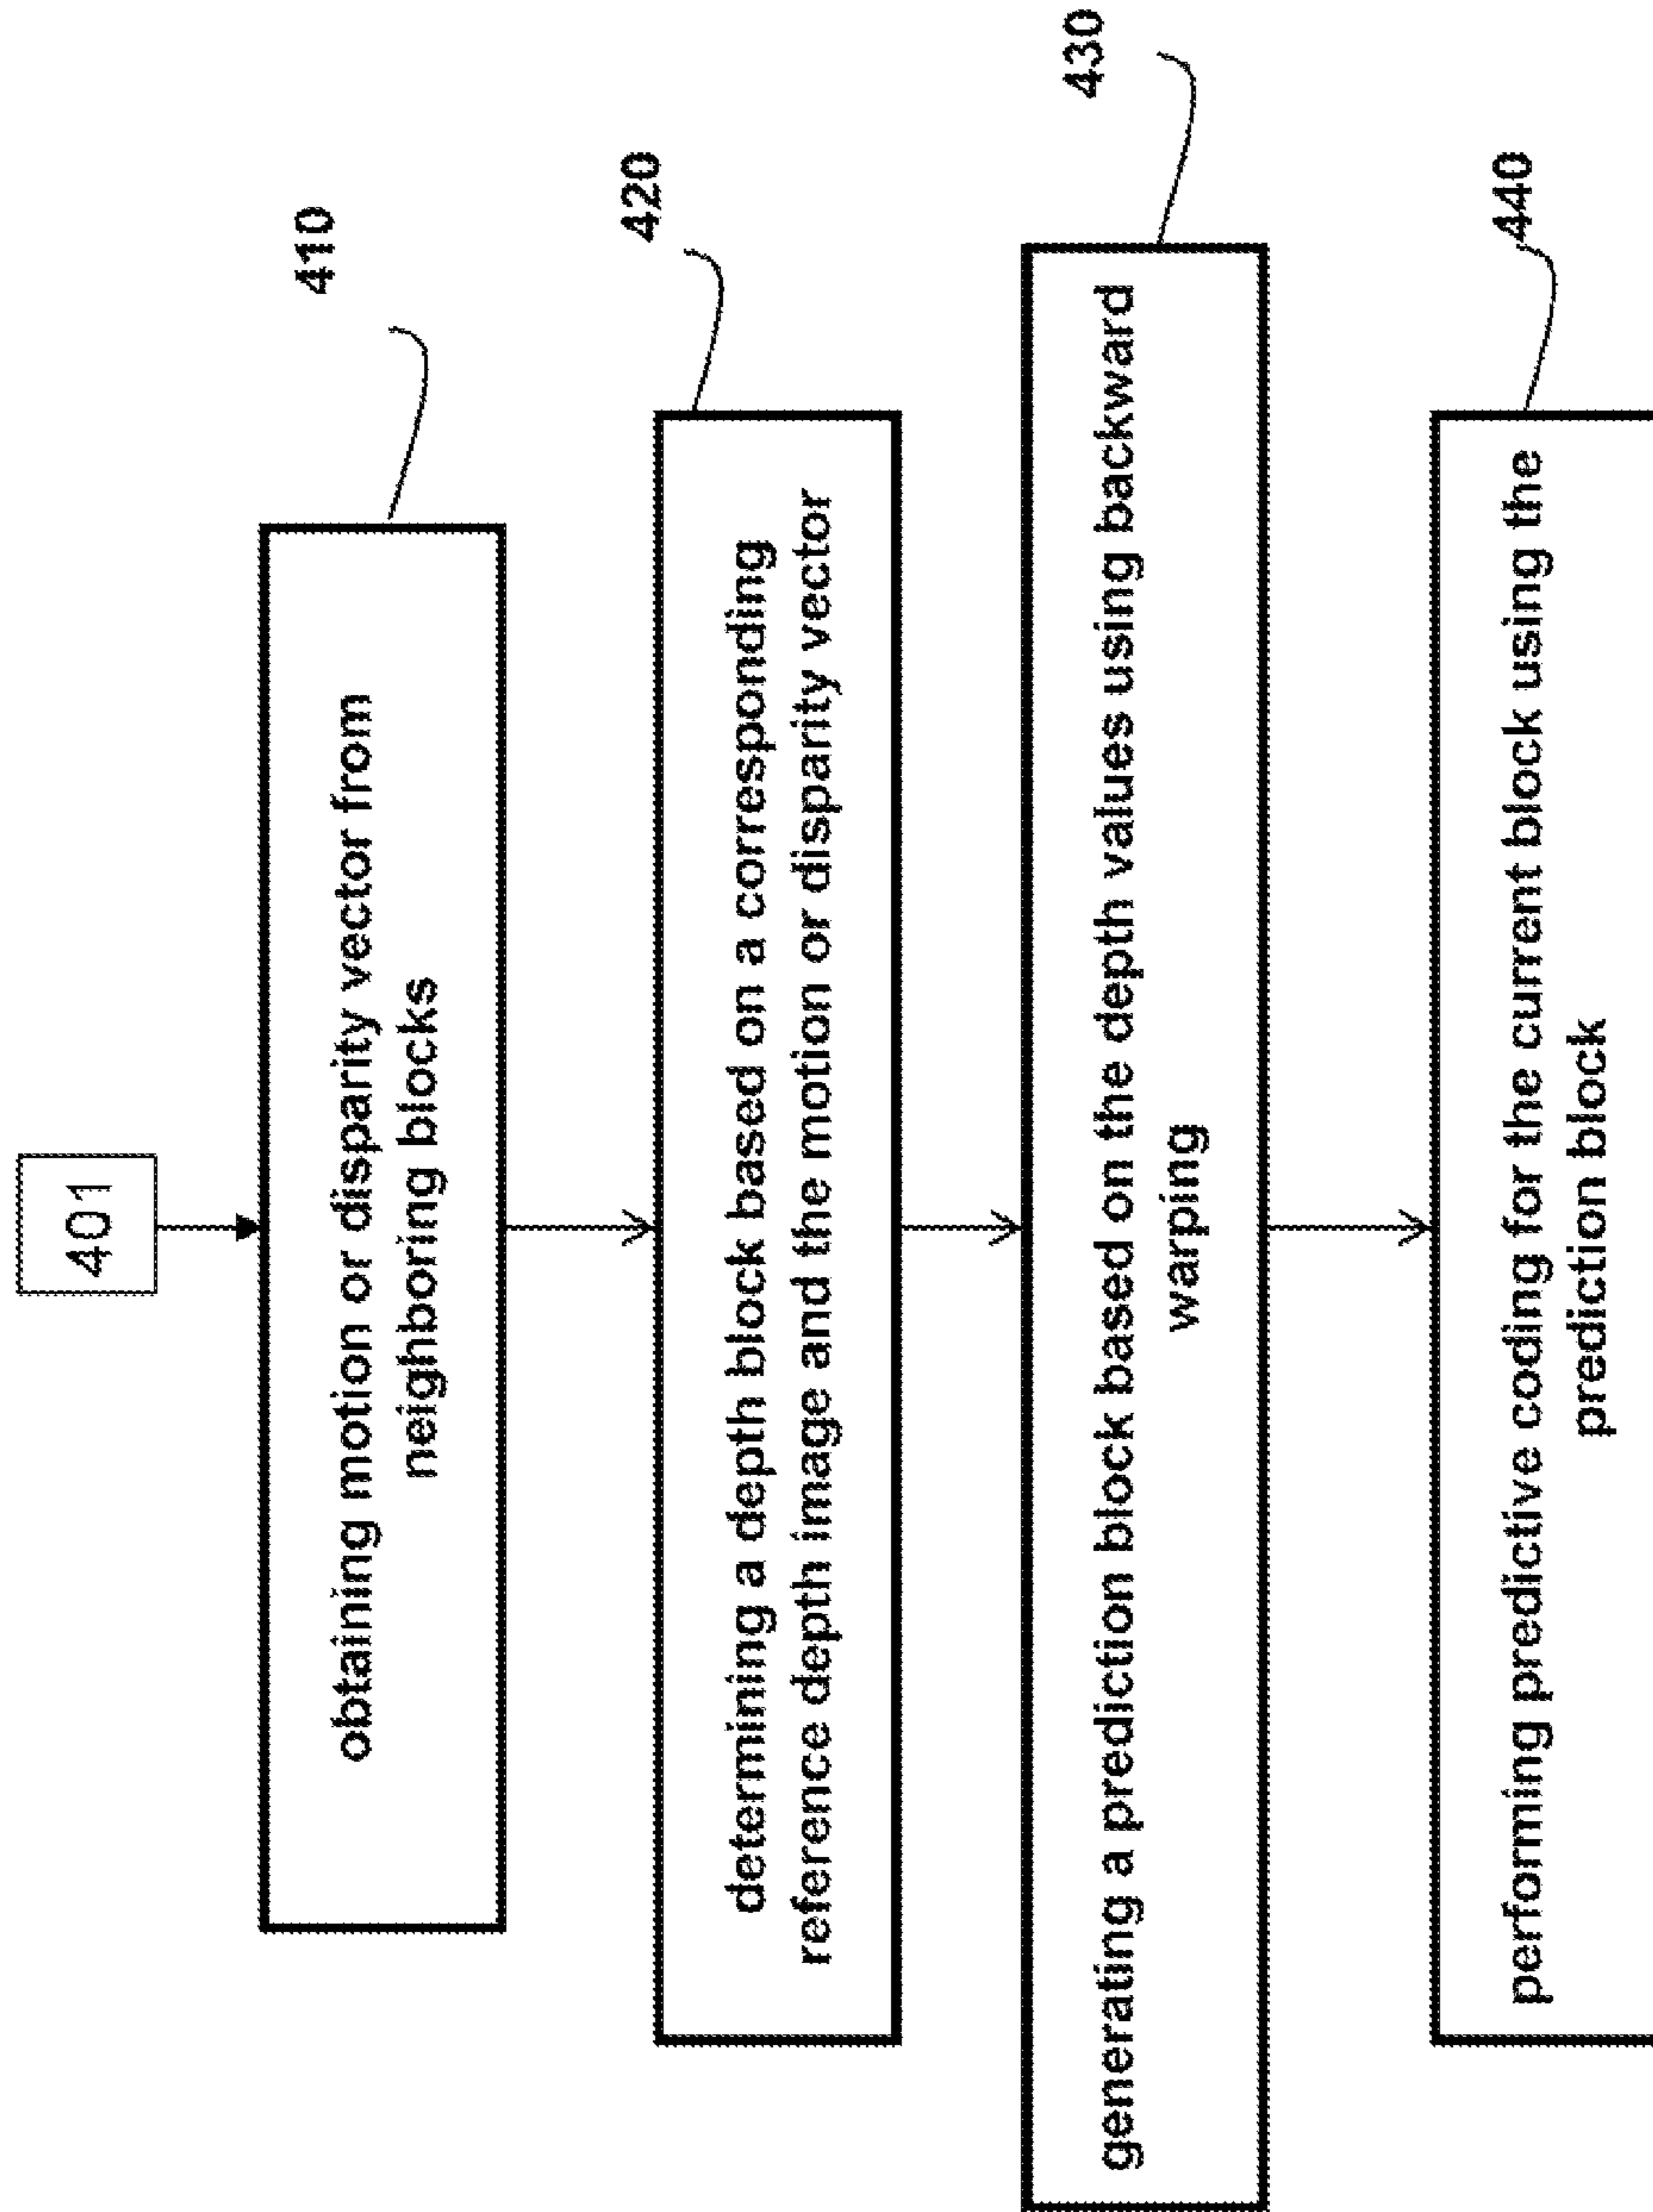 401
410
obtaining motion or disparity vector from
neighboring blocks
420
determining a depth block based on a corresponding
reference depth image and the motion or disparity vector
430
generating a prediction block based on the depth values using backward
warping
440
performing predictive coding for the current block using the
prediction block